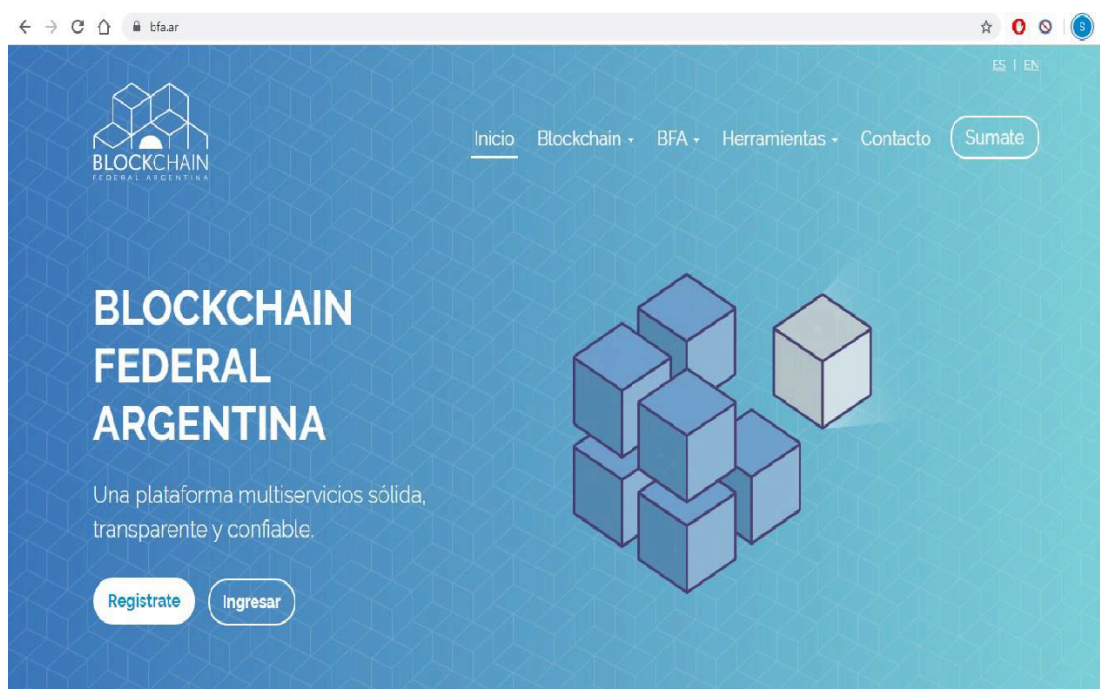 bfa.ar
S
ES | EN
BLOCKCHAIN
FEDERAL ARGENTINA
Inicio Blockchain BFA Herramientas Contacto Sumate
BLOCKCHAIN
FEDERAL
ARGENTINA
Una plataforma multiservicios sólida,
transparente y confiable.
Registrate Ingresar